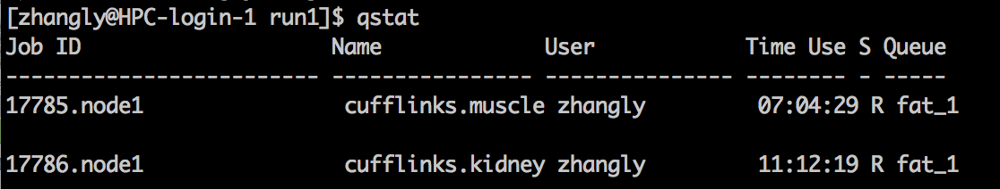 [zhangly@HPC-login-1 run1]$ qstat
Job ID                    Name             User            Time Use S Queue
------------------------- ---------------- --------------- -------- - -----
17785.node1                cufflinks.muscle zhangly         07:04:29 R fat_1
17786.node1                cufflinks.kidney zhangly         11:12:19 R fat_1